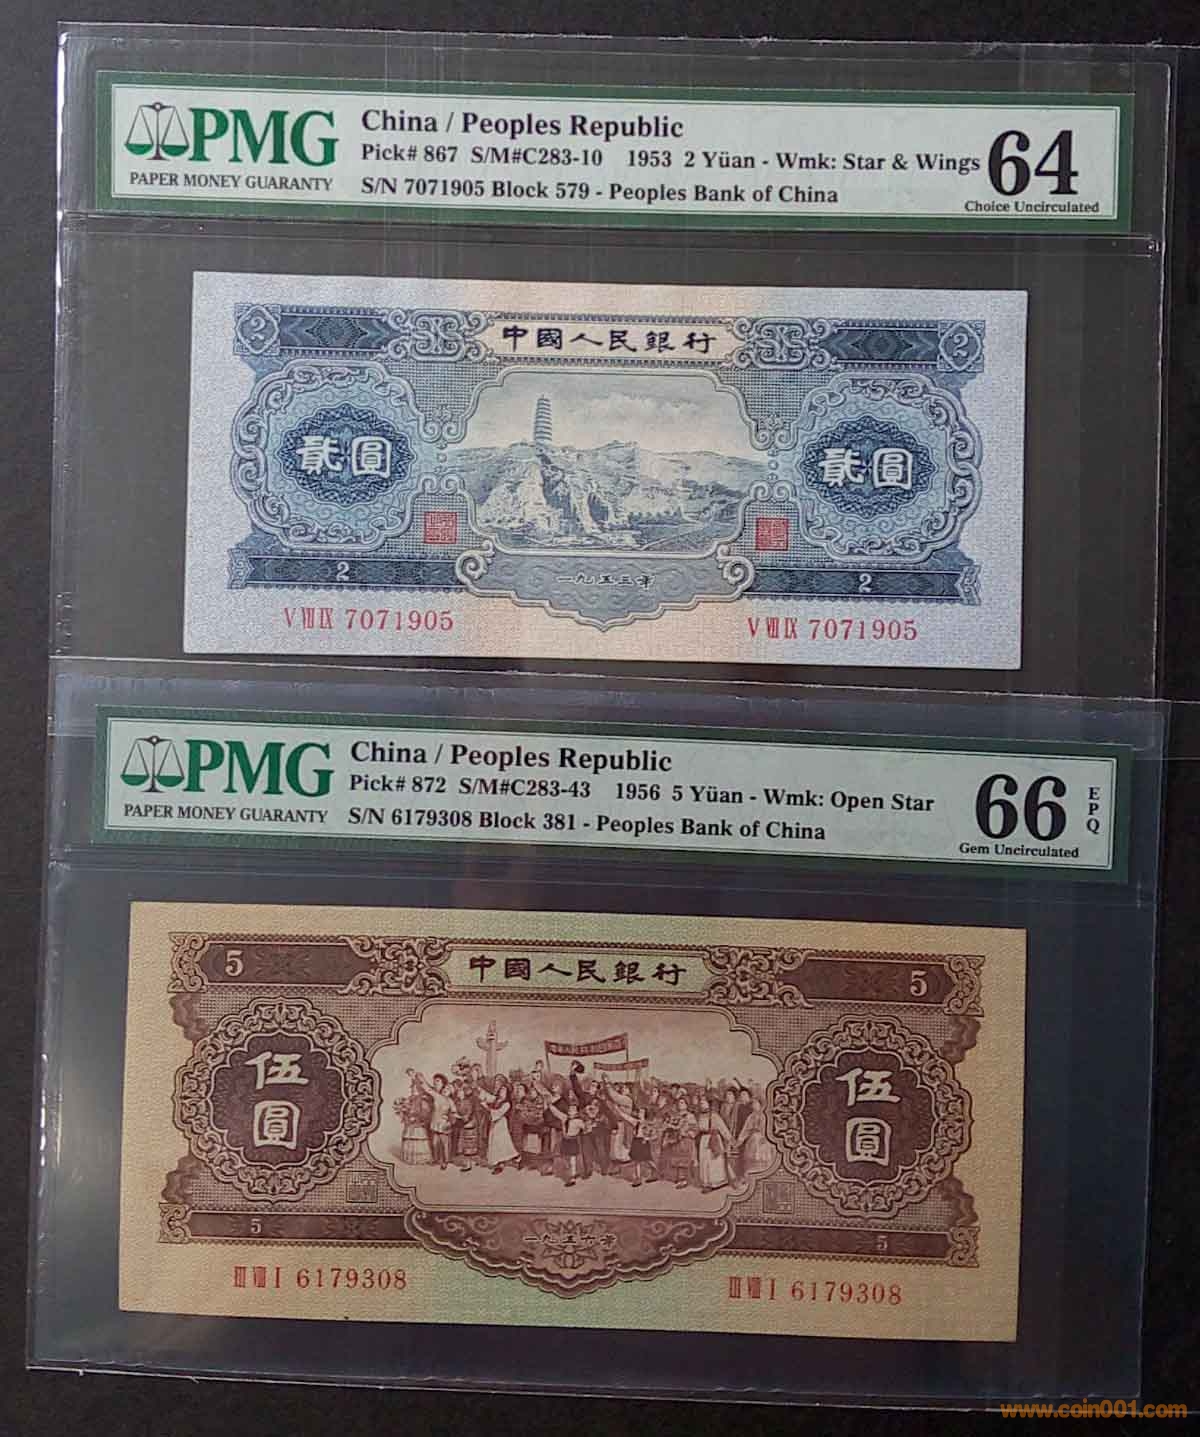 PMG
PAPER MONEY GUARANTY
China / Peoples Republic
Pick# 867 S/M#C283-10 1953 2 Yüan - Wmk: Star & Wings
S/N 7071905 Block 579 - Peoples Bank of China
64
Choice Uncirculated
2
中國人民銀行
2
貳圓
貳圓
2
一九五三年
2
V VII IX 7071905
V VII IX 7071905
PMG
PAPER MONEY GUARANTY
China / Peoples Republic
Pick# 872 S/M#C283-43 1956 5 Yüan - Wmk: Open Star
S/N 6179308 Block 381 - Peoples Bank of China
66
EPQ
Gem Uncirculated
5
中國人民銀行
5
伍圓
伍圓
5
一九五六年
5
III VIII I 6179308
III VIII I 6179308
www.coin001.com